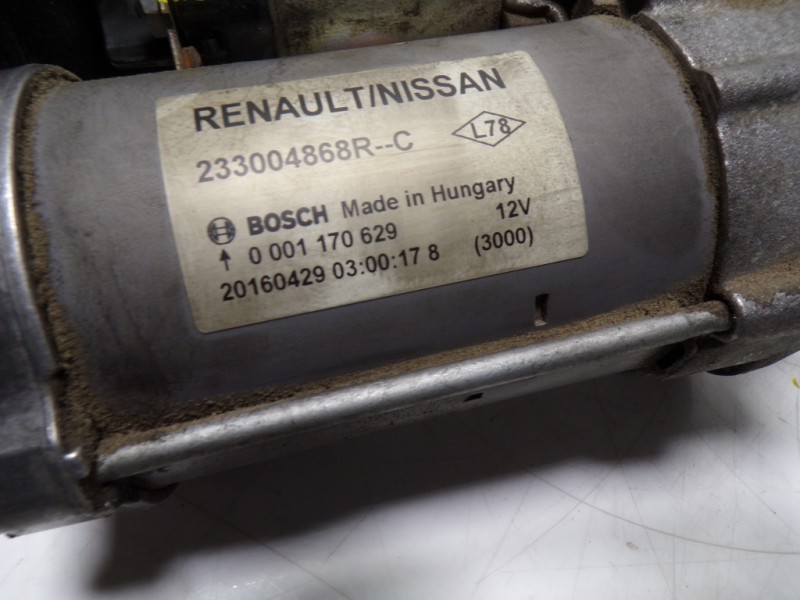 RENAULT/NISSAN
233004868R--C L78
BOSCH Made in Hungary
0 001 170 629 12V
20160429 03:00:17 8 (3000)